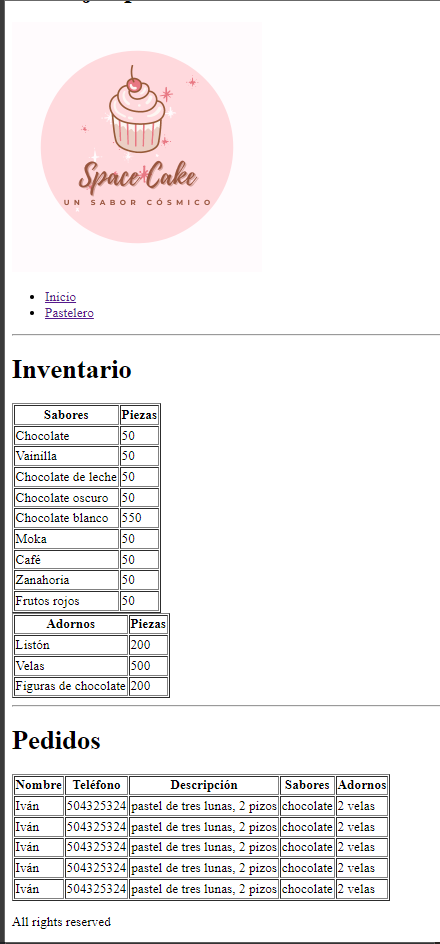 Space Cake
UN SABOR CÓSMICO
Inicio
Pastelero
Inventario
Sabores Piezas
Chocolate 50
Vainilla 50
Chocolate de leche 50
Chocolate oscuro 50
Chocolate blanco 550
Moka 50
Café 50
Zanahoria 50
Frutos rojos 50
Adornos Piezas
Listón 200
Velas 500
Figuras de chocolate 200
Pedidos
Nombre Teléfono Descripción Sabores Adornos
Iván 504325324 pastel de tres lunas, 2 pizos chocolate 2 velas
Iván 504325324 pastel de tres lunas, 2 pizos chocolate 2 velas
Iván 504325324 pastel de tres lunas, 2 pizos chocolate 2 velas
Iván 504325324 pastel de tres lunas, 2 pizos chocolate 2 velas
Iván 504325324 pastel de tres lunas, 2 pizos chocolate 2 velas
All rights reserved